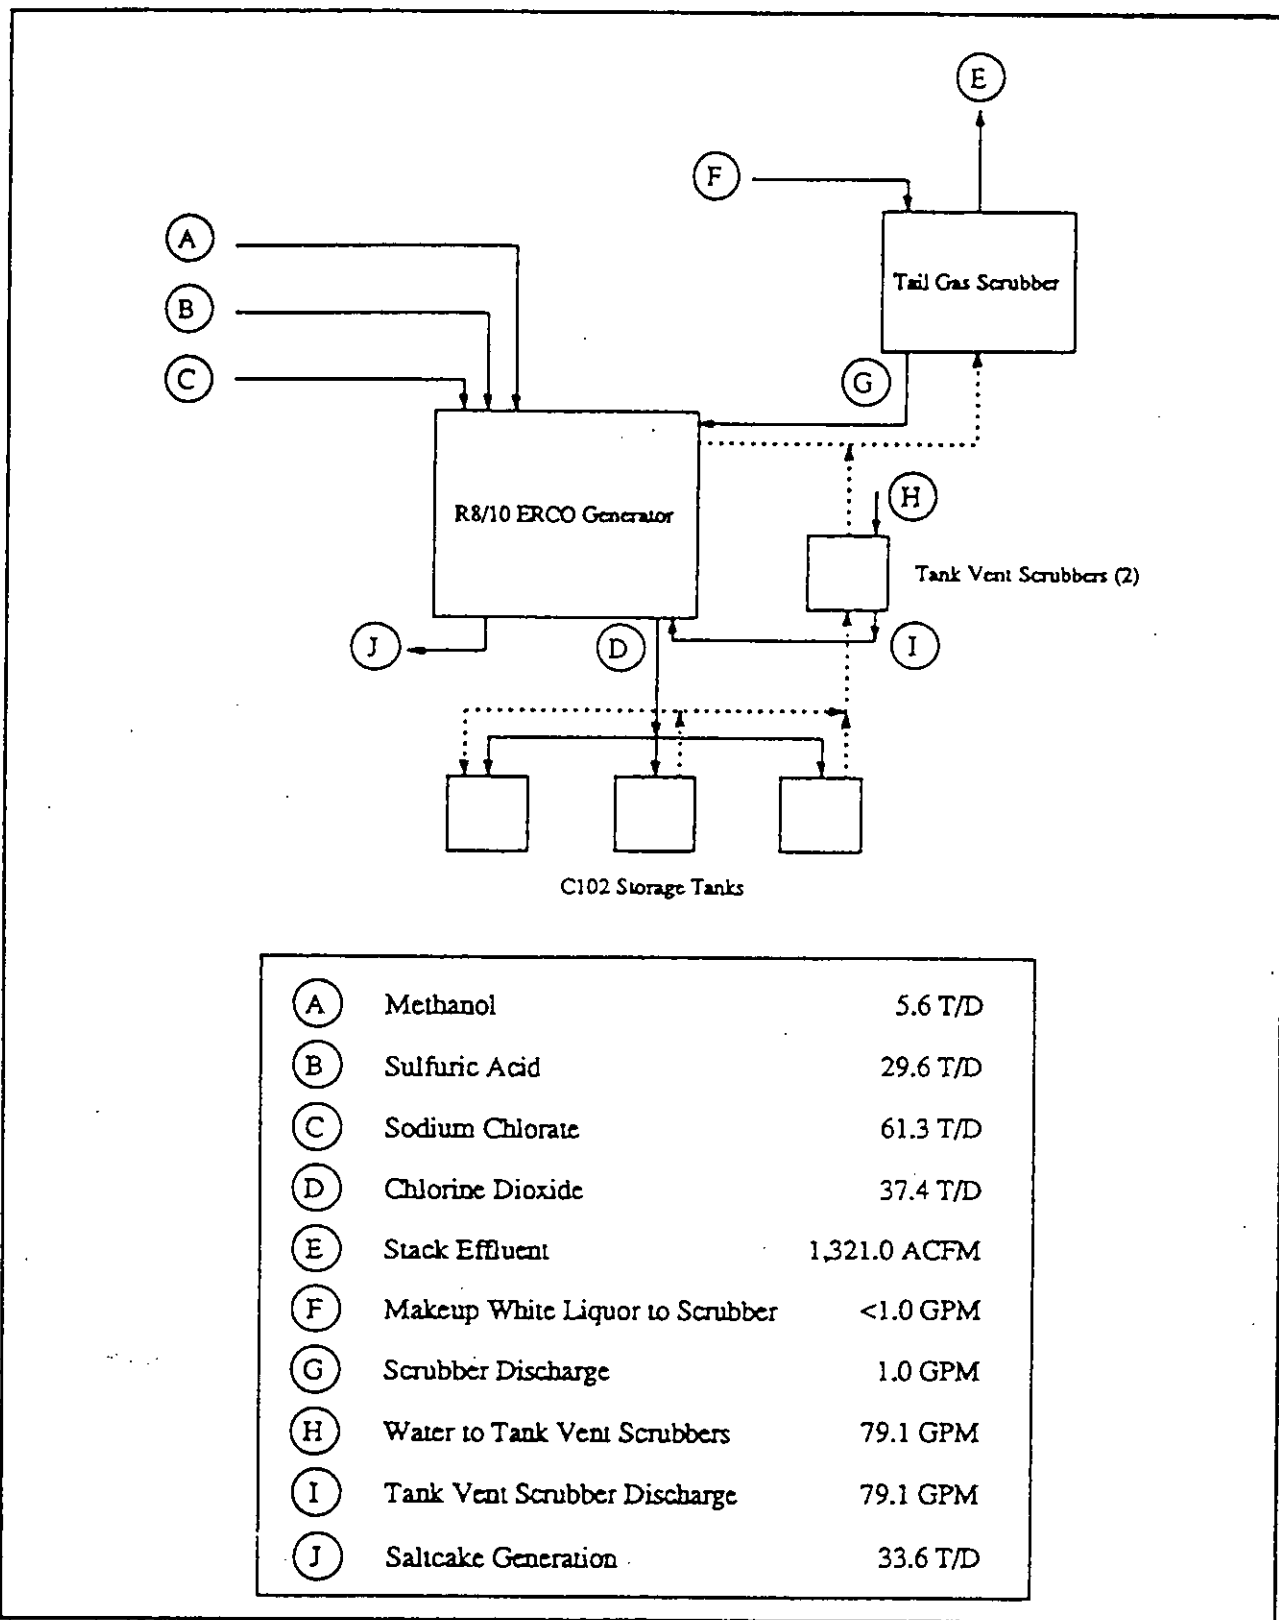 E
F
A
Tail Gas Scrubber
B
C
G
H
R8/10 ERCO Generator
Tank Vent Scrubbers (2)
J
D
I
C102 Storage Tanks
A Methanol 5.6 T/D
B Sulfuric Acid 29.6 T/D
C Sodium Chlorate 61.3 T/D
D Chlorine Dioxide 37.4 T/D
E Stack Effluent 1,321.0 ACFM
F Makeup White Liquor to Scrubber <1.0 GPM
G Scrubber Discharge 1.0 GPM
H Water to Tank Vent Scrubbers 79.1 GPM
I Tank Vent Scrubber Discharge 79.1 GPM
J Saltcake Generation 33.6 T/D